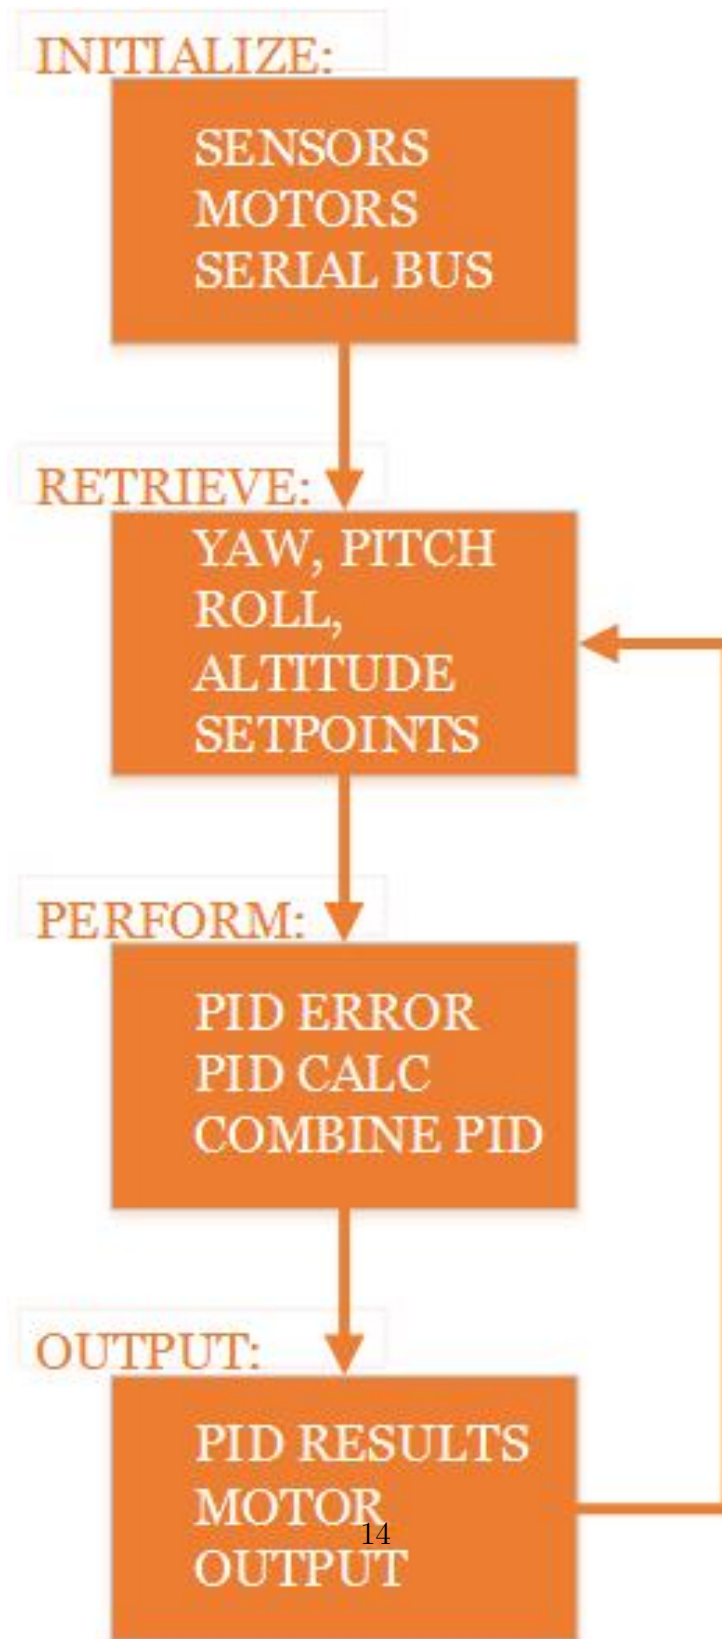 INITIALIZE:
SENSORS
MOTORS
SERIAL BUS
RETRIEVE:
YAW, PITCH
ROLL,
ALTITUDE
SETPOINTS
PERFORM:
PID ERROR
PID CALC
COMBINE PID
OUTPUT:
PID RESULTS
MOTOR
14
OUTPUT